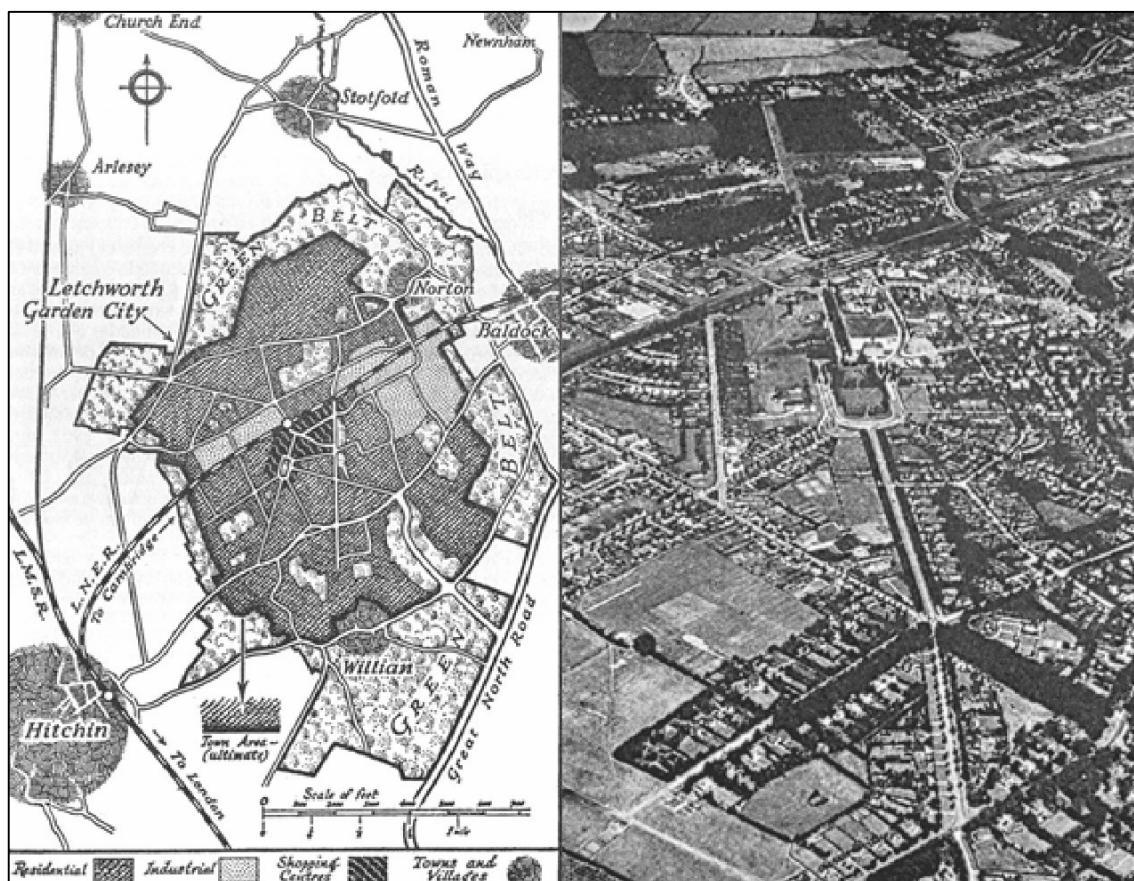 Church End
Newnham
Roman Way
Stotfold
Arlesey
R. Ivel
GREEN BELT
Letchworth
Garden City
Norton
Baldock
BELT
L.M.S.R.
L.N.E.R.
To Cambridge
Willian
GREEN
Great North Road
Hitchin
Town Area-
(ultimate)
To London
Scale of feet
0
Mile
Residential Industrial Shopping Centres Towns and Villages